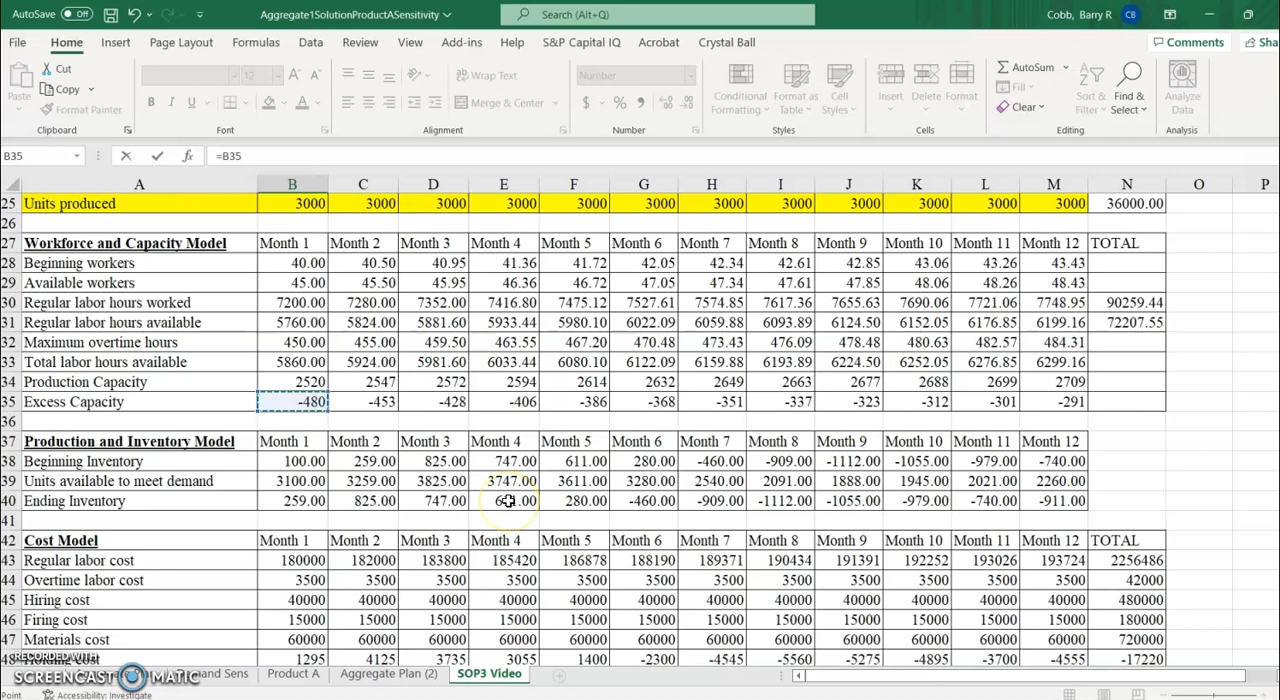 AutoSave Off Aggregate1SolutionProductASensitivity Search (Alt+Q) Cobb, Barry R CB
File Home Insert Page Layout Formulas Data Review View Add-ins Help S&P Capital IQ Acrobat Crystal Ball Comments Sha
Cut
Copy
Format Painter
Paste
12
Wrap Text
Merge & Center
Number
Conditional Formatting
Format as Table
Cell Styles
Insert Delete Format
AutoSum
Fill
Clear
Sort & Filter
Find & Select
Analyze Data
Clipboard Font Alignment Number Styles Cells Editing Analysis
B35 =B35
A B C D E F G H I J K L M N O P
25 Units produced 3000 3000 3000 3000 3000 3000 3000 3000 3000 3000 3000 3000 36000.00
26
27 Workforce and Capacity Model Month 1 Month 2 Month 3 Month 4 Month 5 Month 6 Month 7 Month 8 Month 9 Month 10 Month 11 Month 12 TOTAL
28 Beginning workers 40.00 40.50 40.95 41.36 41.72 42.05 42.34 42.61 42.85 43.06 43.26 43.43
29 Available workers 45.00 45.50 45.95 46.36 46.72 47.05 47.34 47.61 47.85 48.06 48.26 48.43
30 Regular labor hours worked 7200.00 7280.00 7352.00 7416.80 7475.12 7527.61 7574.85 7617.36 7655.63 7690.06 7721.06 7748.95 90259.44
31 Regular labor hours available 5760.00 5824.00 5881.60 5933.44 5980.10 6022.09 6059.88 6093.89 6124.50 6152.05 6176.85 6199.16 72207.55
32 Maximum overtime hours 450.00 455.00 459.50 463.55 467.20 470.48 473.43 476.09 478.48 480.63 482.57 484.31
33 Total labor hours available 5860.00 5924.00 5981.60 6033.44 6080.10 6122.09 6159.88 6193.89 6224.50 6252.05 6276.85 6299.16
34 Production Capacity 2520 2547 2572 2594 2614 2632 2649 2663 2677 2688 2699 2709
35 Excess Capacity -480 -453 -428 -406 -386 -368 -351 -337 -323 -312 -301 -291
36
37 Production and Inventory Model Month 1 Month 2 Month 3 Month 4 Month 5 Month 6 Month 7 Month 8 Month 9 Month 10 Month 11 Month 12
38 Beginning Inventory 100.00 259.00 825.00 747.00 611.00 280.00 -460.00 -909.00 -1112.00 -1055.00 -979.00 -740.00
39 Units available to meet demand 3100.00 3259.00 3825.00 3747.00 3611.00 3280.00 2540.00 2091.00 1888.00 1945.00 2021.00 2260.00
40 Ending Inventory 259.00 825.00 747.00 280.00 -460.00 -909.00 -1112.00 -1055.00 -979.00 -740.00 -911.00
41
42 Cost Model Month 1 Month 2 Month 3 Month 4 Month 5 Month 6 Month 7 Month 8 Month 9 Month 10 Month 11 Month 12 TOTAL
43 Regular labor cost 180000 182000 183800 185420 186878 188190 189371 190434 191391 192252 193026 193724 2256486
44 Overtime labor cost 3500 3500 3500 3500 3500 3500 3500 3500 3500 3500 3500 3500 42000
45 Hiring cost 40000 40000 40000 40000 40000 40000 40000 40000 40000 40000 40000 40000 480000
46 Firing cost 15000 15000 15000 15000 15000 15000 15000 15000 15000 15000 15000 15000 180000
47 Materials cost 60000 60000 60000 60000 60000 60000 60000 60000 60000 60000 60000 60000 720000
48 Holding cost 1295 4125 3735 3055 1400 -2300 -4545 -5560 -5275 -4895 -3700 -4555 -17220
RECORDED WITH
SCREENCAST MATIC
Sens Product A Aggregate Plan (2) SOP3 Video
Point Accessibility: Investigate